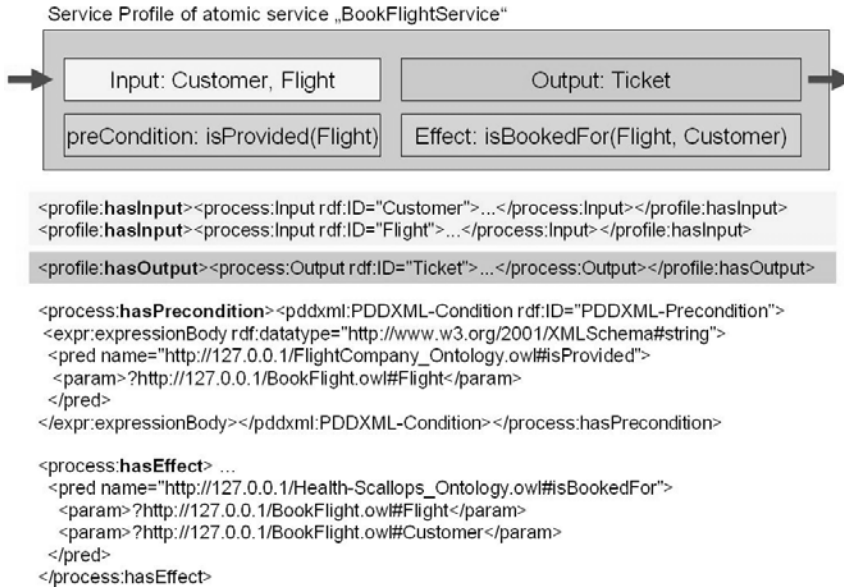 Service Profile of atomic service „BookFlightService“
Input: Customer, Flight
Output: Ticket
preCondition: isProvided(Flight)
Effect: isBookedFor(Flight, Customer)
<profile:hasInput><process:Input rdf:ID="Customer">...</process:Input></profile:hasInput>
<profile:hasInput><process:Input rdf:ID="Flight">...</process:Input></profile:hasInput>
<profile:hasOutput><process:Output rdf:ID="Ticket">...</process:Output></profile:hasOutput>
<process:hasPrecondition><pddxml:PDDXML-Condition rdf:ID="PDDXML-Precondition">
<expr:expressionBody rdf:datatype="http://www.w3.org/2001/XMLSchema#string">
<pred name="http://127.0.0.1/FlightCompany_Ontology.owl#isProvided">
<param>?http://127.0.0.1/BookFlight.owl#Flight</param>
</pred>
</expr:expressionBody></pddxml:PDDXML-Condition></process:hasPrecondition>
<process:hasEffect> ...
<pred name="http://127.0.0.1/Health-Scallops_Ontology.owl#isBookedFor">
<param>?http://127.0.0.1/BookFlight.owl#Flight</param>
<param>?http://127.0.0.1/BookFlight.owl#Customer</param>
</pred>
</process:hasEffect>